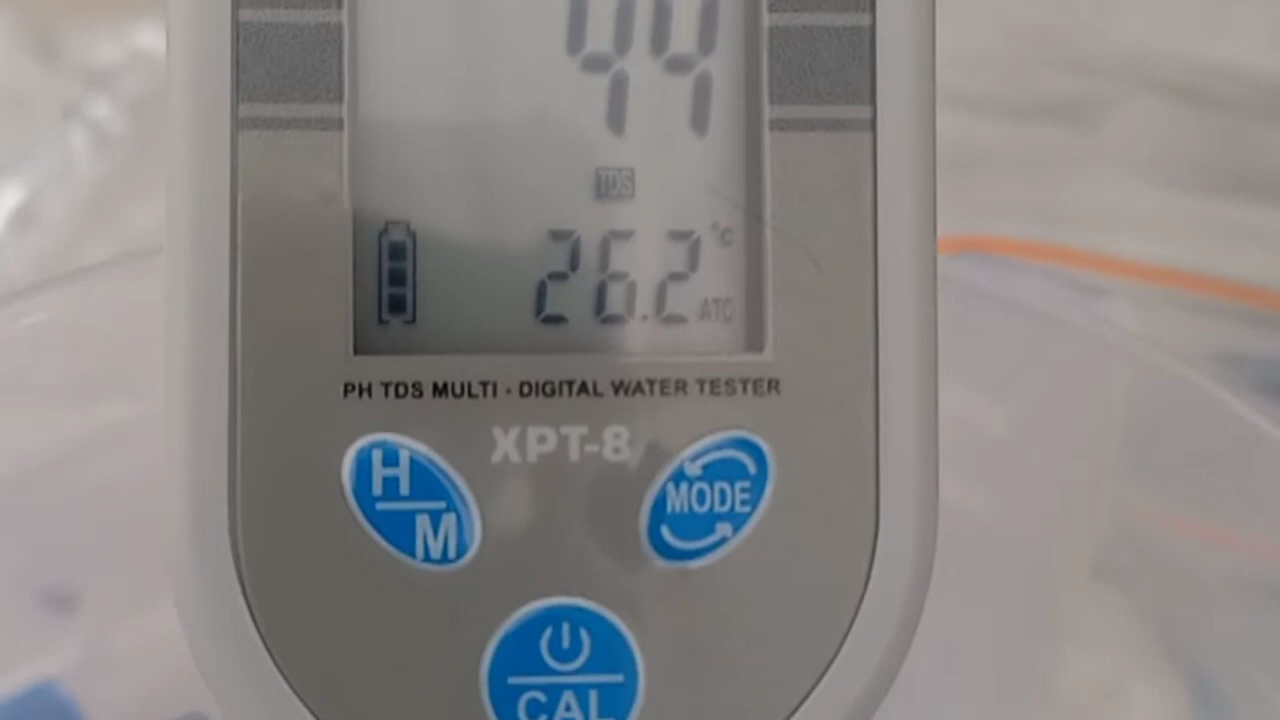 44
TDS
26.2 °C
ATC
PH TDS MULTI - DIGITAL WATER TESTER
XPT-8
H
M
MODE
CAL